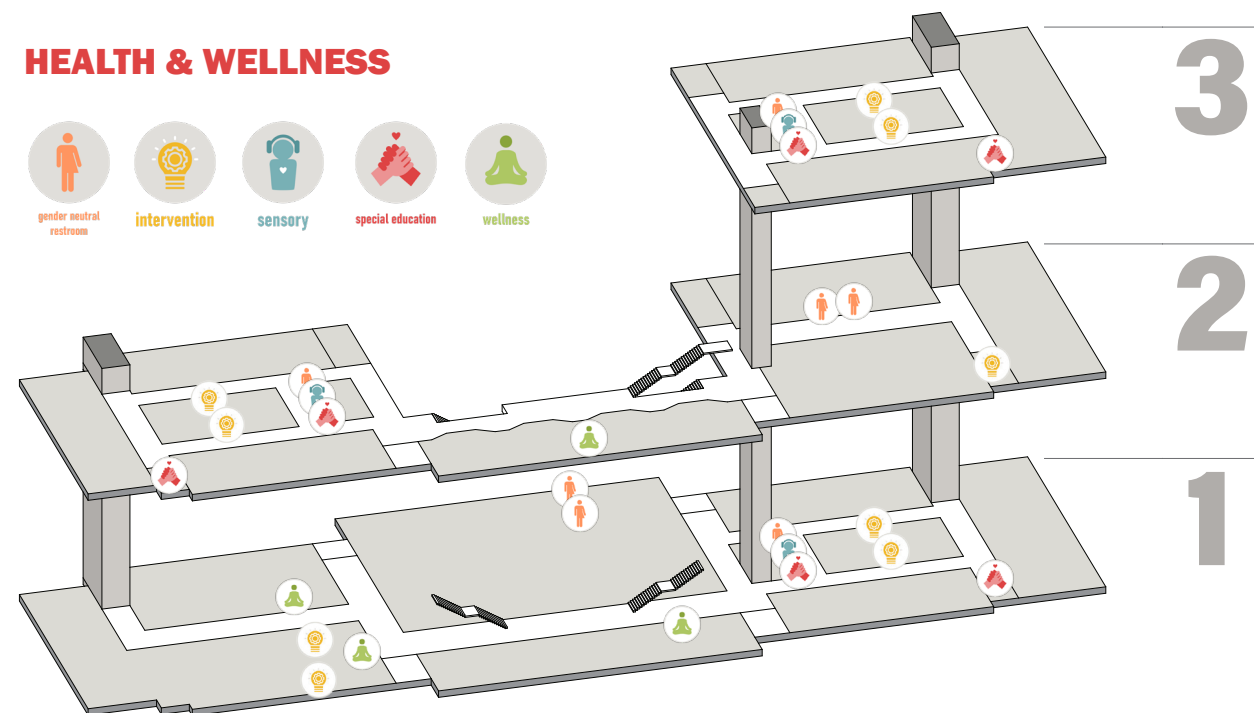 HEALTH & WELLNESS
gender neutral
restroom
intervention
sensory
special education
wellness
3
2
1